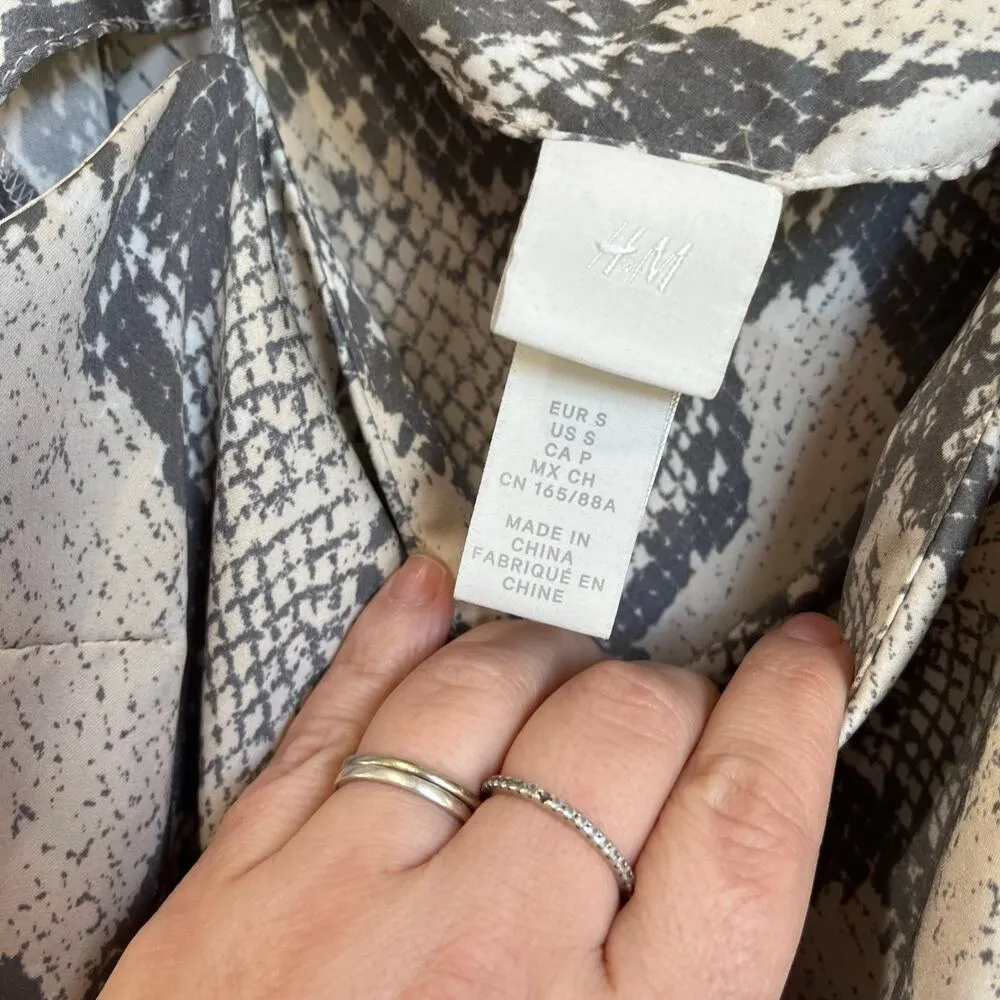 H&M
EUR S
US S
CA P
MX CH
CN 165/88A
MADE IN
CHINA
FABRIQUÉ EN
CHINE